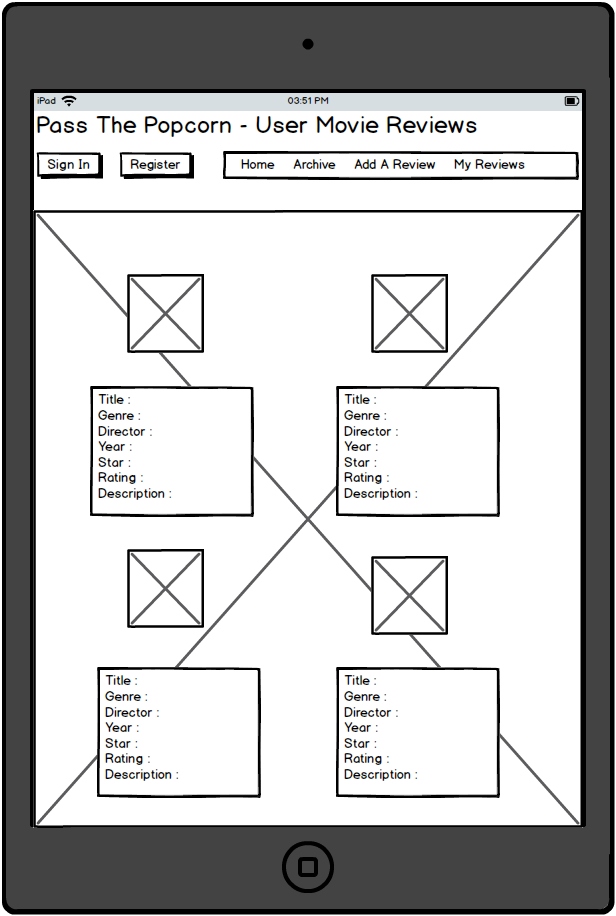 iPad 03:51 PM
Pass The Popcorn - User Movie Reviews
Sign In Register Home Archive Add A Review My Reviews
Title :
Genre :
Director :
Year :
Star :
Rating :
Description :
Title :
Genre :
Director :
Year :
Star :
Rating :
Description :
Title :
Genre :
Director :
Year :
Star :
Rating :
Description :
Title :
Genre :
Director :
Year :
Star :
Rating :
Description :